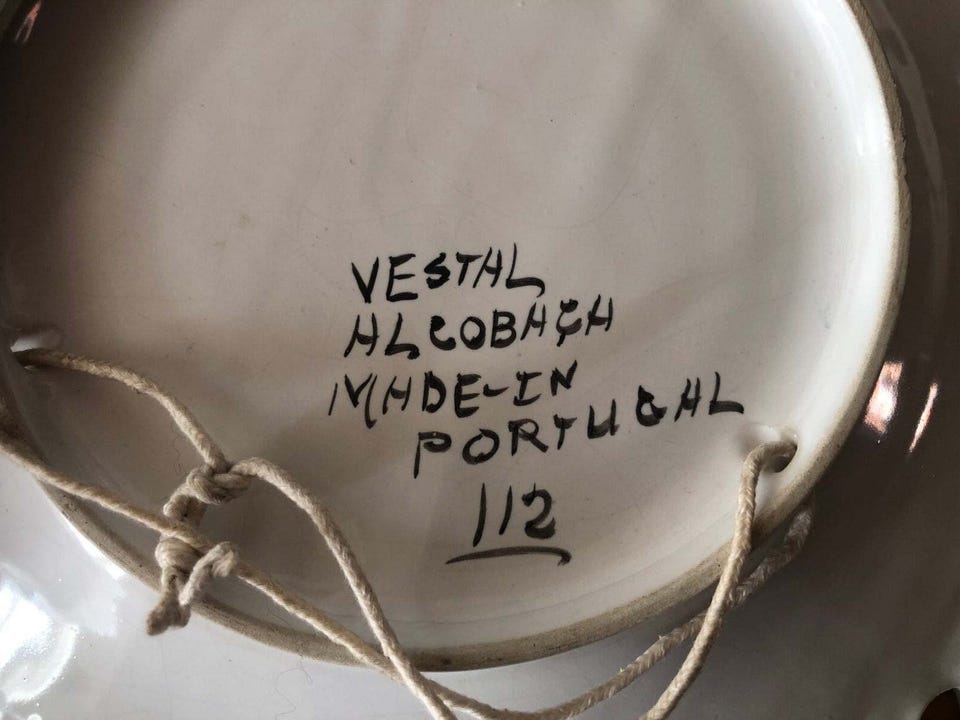 VESTAL
ALCOBAÇA
MADE-IN
PORTUGAL
112